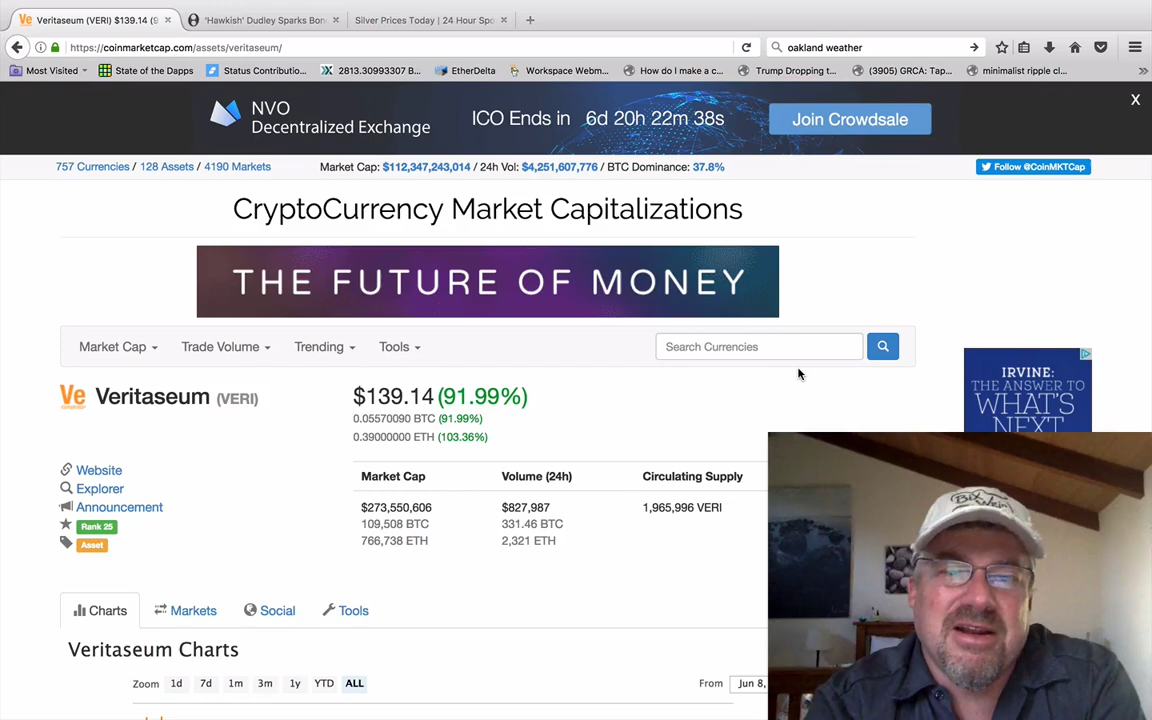 Veritaseum (VERI) $139.14 (9
'Hawkish' Dudley Sparks Bon
Silver Prices Today | 24 Hour Spo
https://coinmarketcap.com/assets/veritaseum/
oakland weather
Most Visited
State of the Dapps
Status Contributio...
2813.30993307 B...
EtherDelta
Workspace Webm...
How do I make a c...
Trump Dropping t...
(3905) GRCA: Tap...
minimalist ripple cl...
NVO
Decentralized Exchange
ICO Ends in 6d 20h 22m 38s
Join Crowdsale
X
757 Currencies / 128 Assets / 4190 Markets
Market Cap: $112,347,243,014 / 24h Vol: $4,251,607,776 / BTC Dominance: 37.8%
Follow @CoinMKTCap
CryptoCurrency Market Capitalizations
THE FUTURE OF MONEY
Market Cap
Trade Volume
Trending
Tools
Search Currencies
Ve
Veritaseum (VERI)
$139.14 (91.99%)
0.05570090 BTC (91.99%)
0.39000000 ETH (103.36%)
IRVINE:
THE ANSWER TO
WHAT'S
NEXT
Website
Explorer
Announcement
Rank 25
Asset
Market Cap
Volume (24h)
Circulating Supply
$273,550,606
$827,987
1,965,996 VERI
109,508 BTC
331.46 BTC
766,738 ETH
2,321 ETH
Charts
Markets
Social
Tools
Veritaseum Charts
Zoom
1d
7d
1m
3m
1y
YTD
ALL
From
Jun 8,